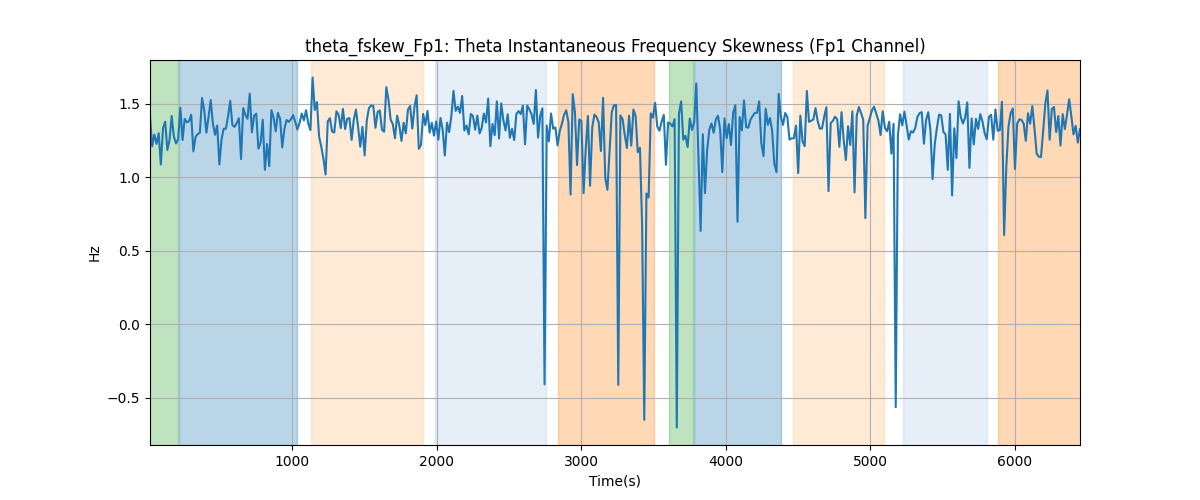 theta_fskew_Fp1: Theta Instantaneous Frequency Skewness (Fp1 Channel)
1.5
1.0
0.5
0.0
−0.5
Hz
1000 2000 3000 4000 5000 6000
Time(s)